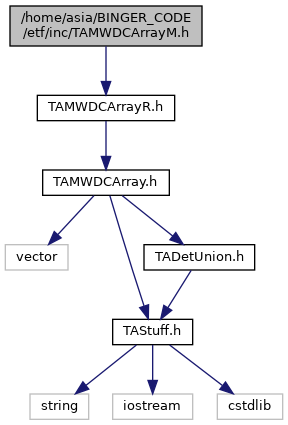 /home/asia/BINGER_CODE
/etf/inc/TAMWDCArrayM.h
TAMWDCArrayR.h
TAMWDCArray.h
vector
TADetUnion.h
TAStuff.h
string
iostream
cstdlib